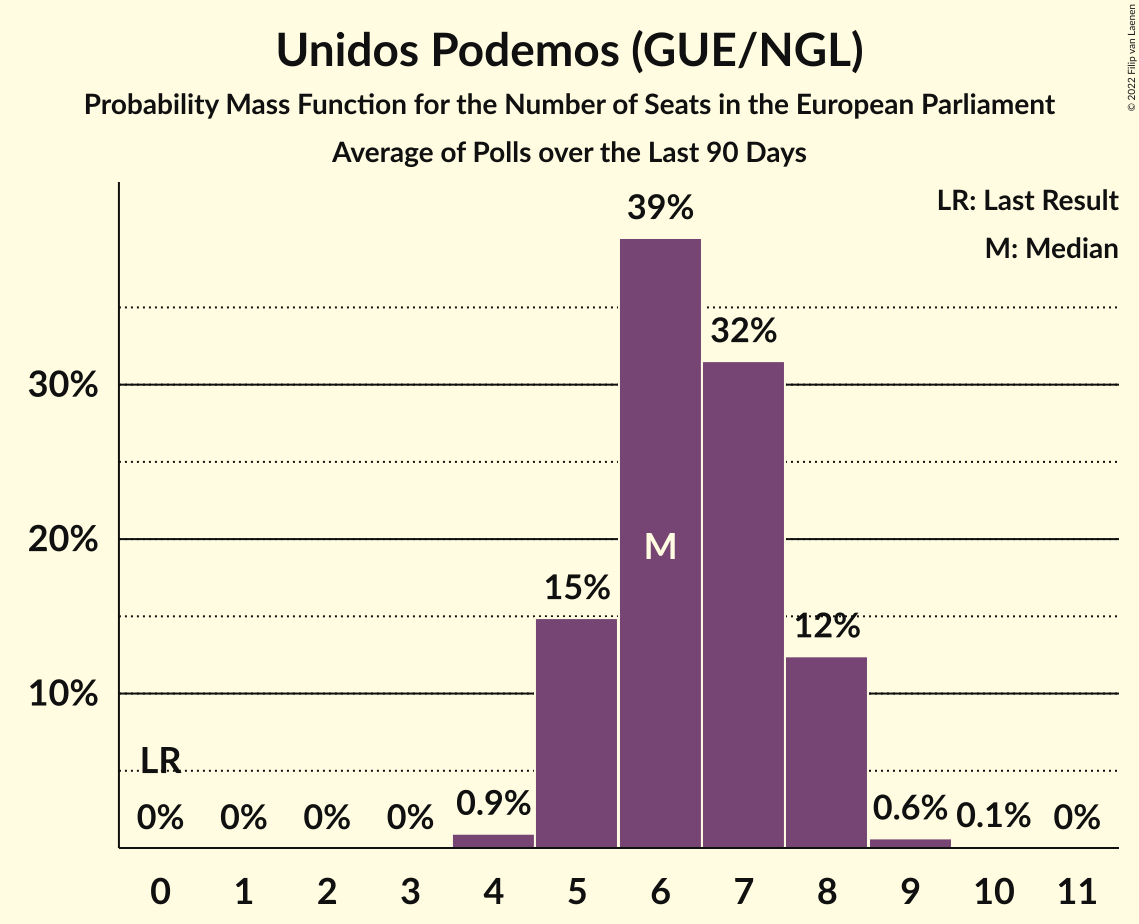 Unidos Podemos (GUE/NGL)
Probability Mass Function for the Number of Seats in the European Parliament
Average of Polls over the Last 90 Days
© 2022 Filip van Laenen
LR: Last Result
M: Median
39%
32%
30%
20%
M
15%
12%
10%
LR
0% 0% 0% 0% 0.9% 0.6% 0.1% 0%
0 1 2 3 4 5 6 7 8 9 10 11